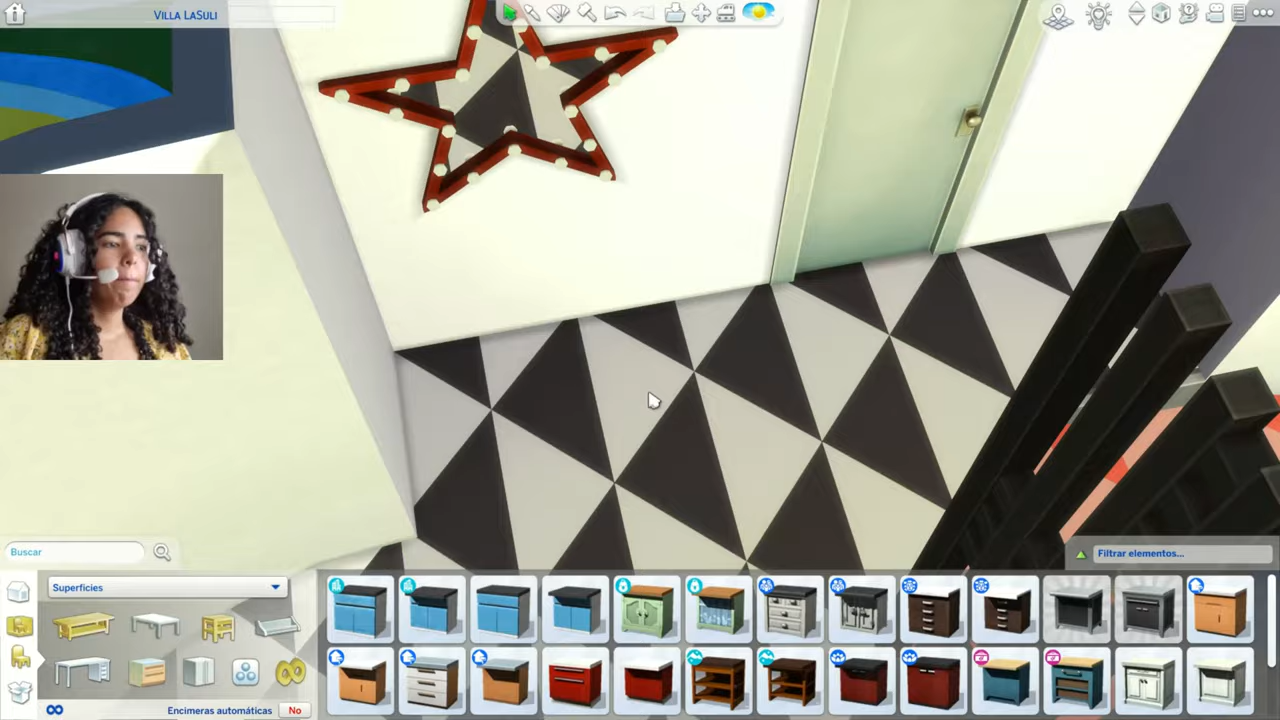 Villa LaSuli
Buscar
Filtrar elementos...
Superficies
Encimeras automáticas No